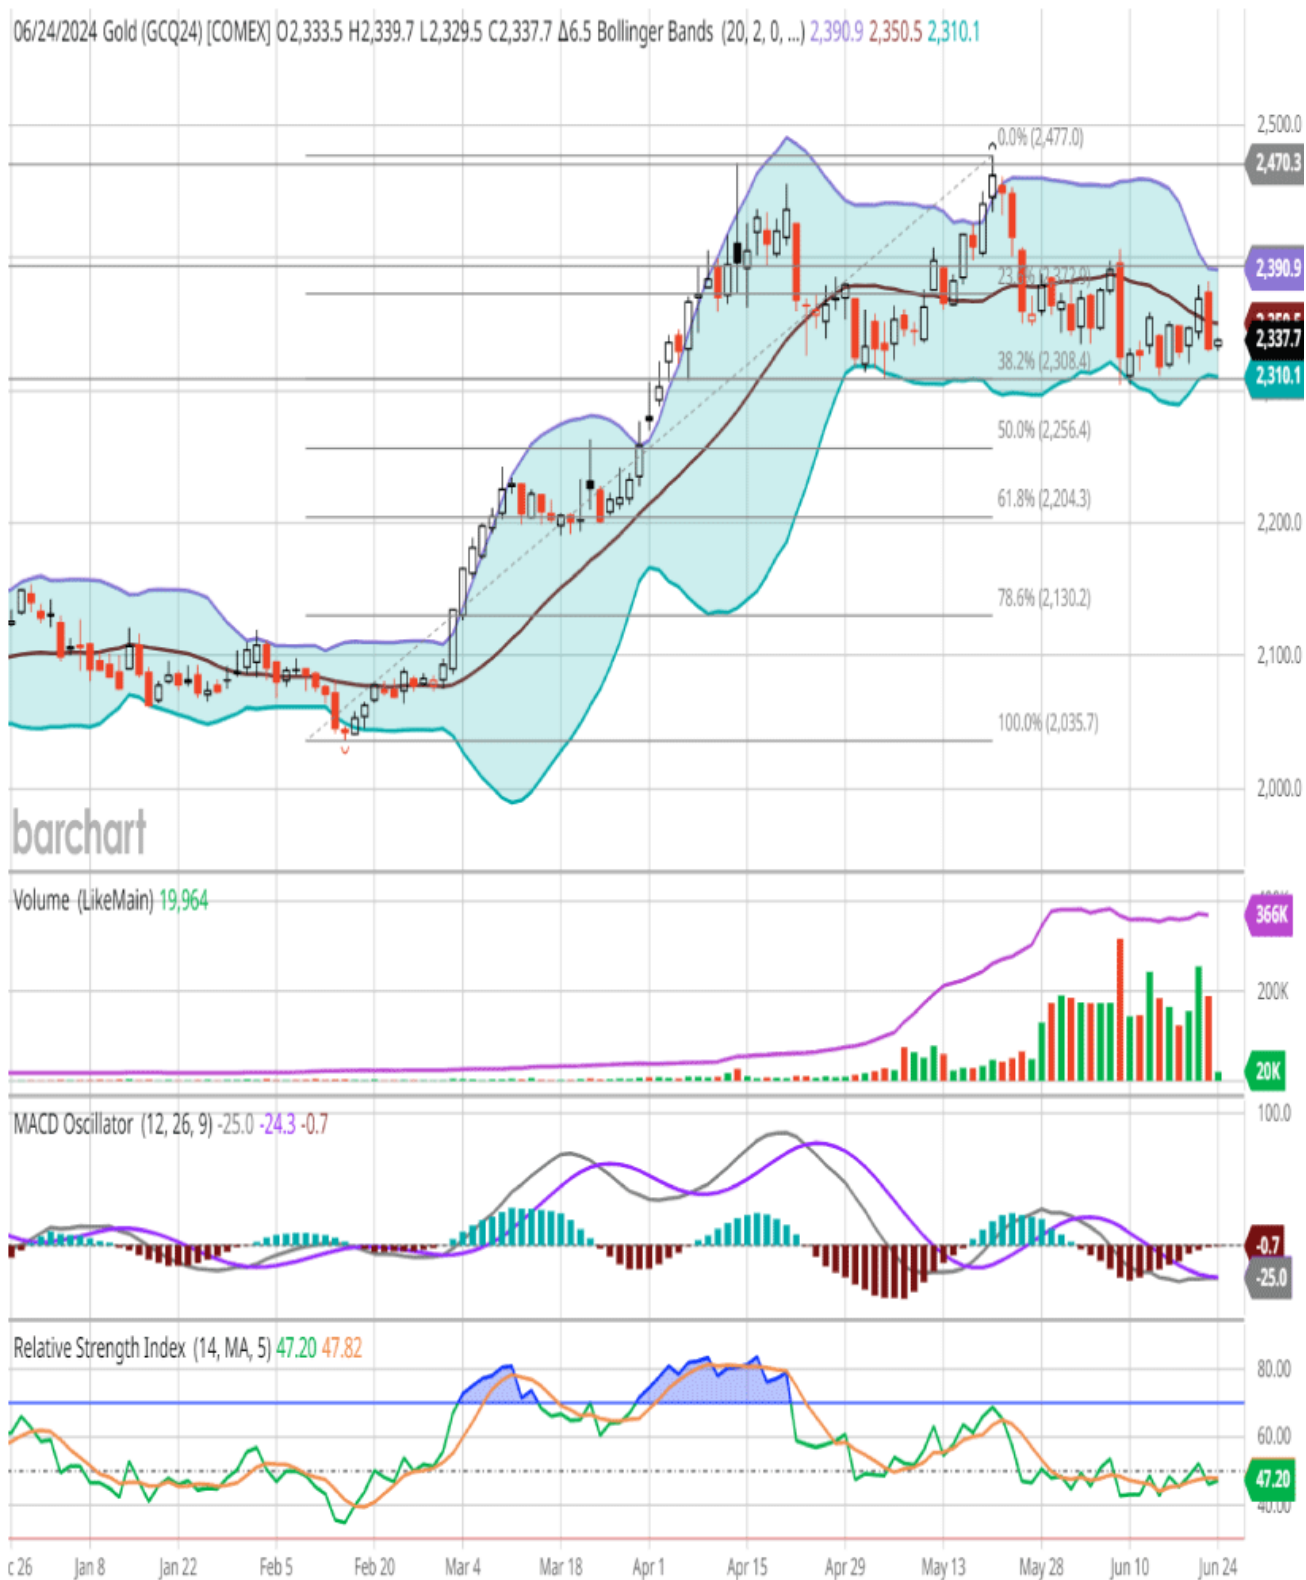 06/24/2024 Gold (GCQ24) [COMEX] O2,333.5 H2,339.7 L2,329.5 C2,337.7 Δ6.5 Bollinger Bands (20, 2, 0, ...) 2,390.9 2,350.5 2,310.1
2,500.0
0.0% (2,477.0)
2,470.3
2,390.9
2,350.5
2,337.7
38.2% (2,308.4)
2,310.1
50.0% (2,256.4)
61.8% (2,204.3)
2,200.0
78.6% (2,130.2)
2,100.0
100.0% (2,035.7)
2,000.0
barchart
Volume (LikeMain) 19,964
366K
200K
20K
MACD Oscillator (12, 26, 9) -25.0 -24.3 -0.7
100.0
-0.7
-25.0
Relative Strength Index (14, MA, 5) 47.20 47.82
80.00
60.00
47.20
40.00
c 26 Jan 8 Jan 22 Feb 5 Feb 20 Mar 4 Mar 18 Apr 1 Apr 15 Apr 29 May 13 May 28 Jun 10 Jun 24